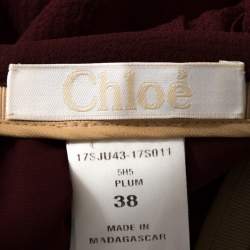 Chloé
17SJU43-17S011
5H5
PLUM
38
MADE IN
MADAGASCAR